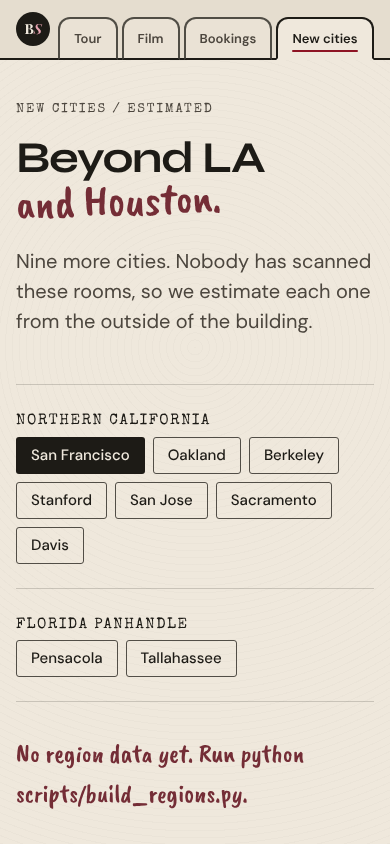 BS
Tour
Film
Bookings
New cities
NEW CITIES / ESTIMATED
Beyond LA
and Houston.
Nine more cities. Nobody has scanned
these rooms, so we estimate each one
from the outside of the building.
NORTHERN CALIFORNIA
San Francisco
Oakland
Berkeley
Stanford
San Jose
Sacramento
Davis
FLORIDA PANHANDLE
Pensacola
Tallahassee
No region data yet. Run python
scripts/build_regions.py.